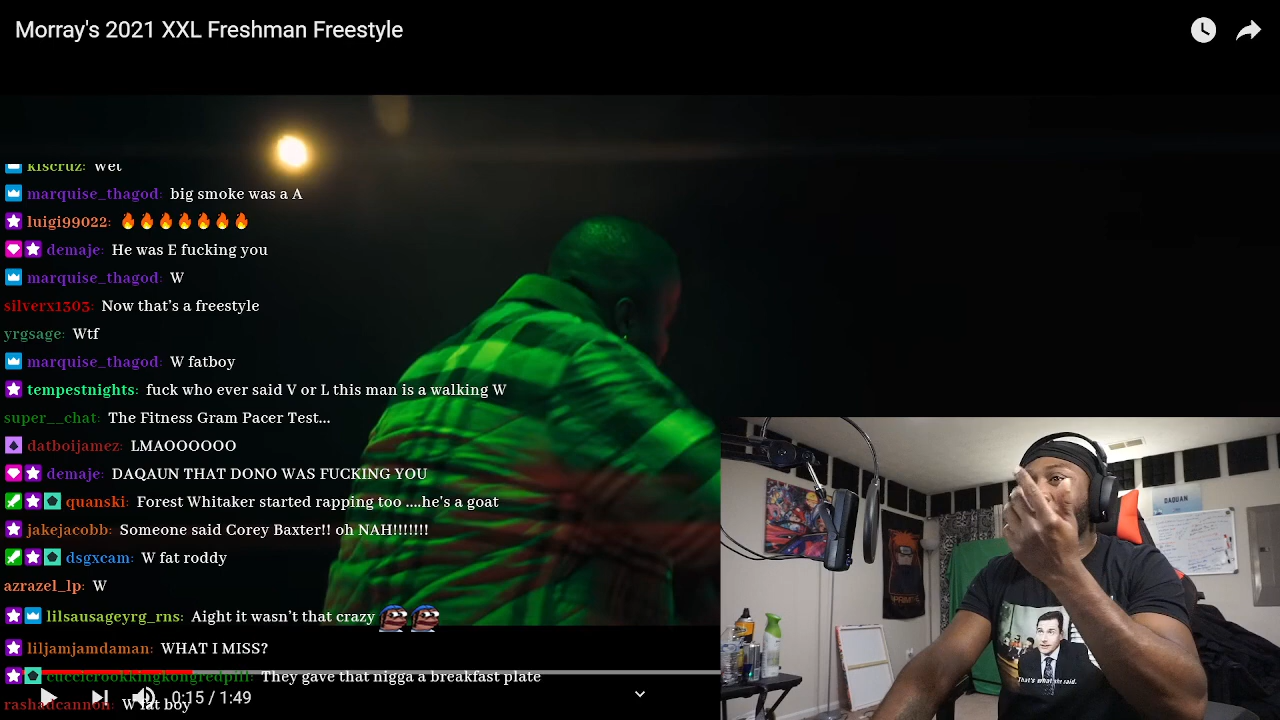 Morray's 2021 XXL Freshman Freestyle
k1scruz: wet
marquise_thagod: big smoke was a A
luigi99022: 🔥🔥🔥🔥🔥🔥🔥
demaje: He was E fucking you
marquise_thagod: W
silverx1303: Now that's a freestyle
yrgsage: Wtf
marquise_thagod: W fatboy
tempestnights: fuck who ever said V or L this man is a walking W
super__chat: The Fitness Gram Pacer Test...
datboijamez: LMAOOOOOO
demaje: DAQAUN THAT DONO WAS FUCKING YOU
quanski: Forest Whitaker started rapping too ....he's a goat
jakejacobb: Someone said Corey Baxter!! oh NAH!!!!!!!
dsgxcam: W fat roddy
azrazel_lp: W
lilsausageyrg_rns: Aight it wasn't that crazy
liljamjamdaman: WHAT I MISS?
cuccicrookkingkongredpill: They gave that nigga a breakfast plate
rashadcannon: W fat boy
0:15 / 1:49
DAQUAN
That's what she said.